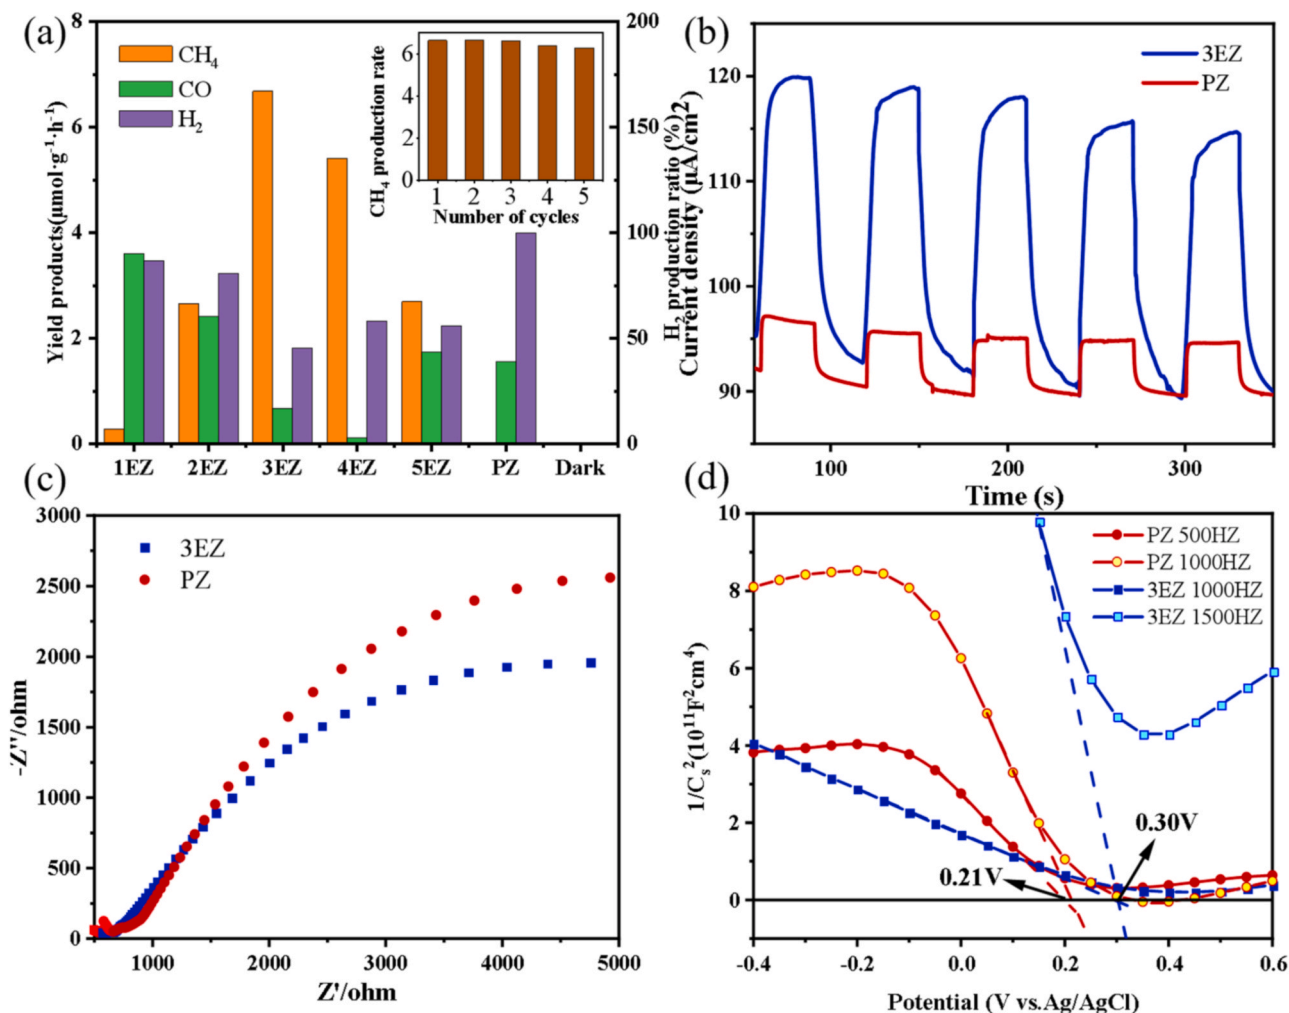 (a)
CH4
CO
H2
Yield products(μmol·g-1·h-1)
8
6
4
2
0
1EZ 2EZ 3EZ 4EZ 5EZ PZ Dark
200
150
100
50
0
H2 production ratio (%)
CH4 production rate
6
4
2
0
1 2 3 4 5
Number of cycles
(b)
3EZ
PZ
Current density (μA/cm2)
120
110
100
90
100 200 300
Time (s)
(c)
3EZ
PZ
-Z''/ohm
3000
2500
2000
1500
1000
500
0
1000 2000 3000 4000 5000
Z'/ohm
(d)
PZ 500HZ
PZ 1000HZ
3EZ 1000HZ
3EZ 1500HZ
1/Cs2(1011F2cm4)
10
8
6
4
2
0
0.30V
0.21V
-0.4 -0.2 0.0 0.2 0.4 0.6
Potential (V vs.Ag/AgCl)